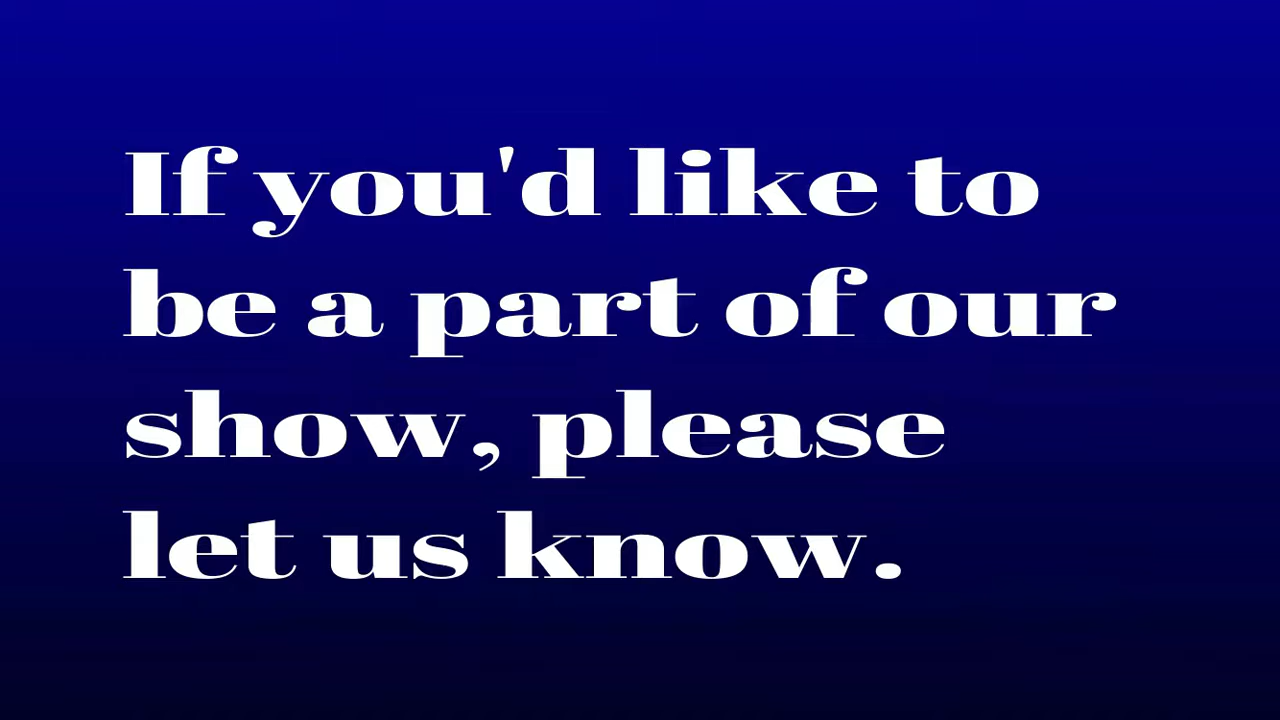 If you'd like to
be a part of our
show, please
let us know.